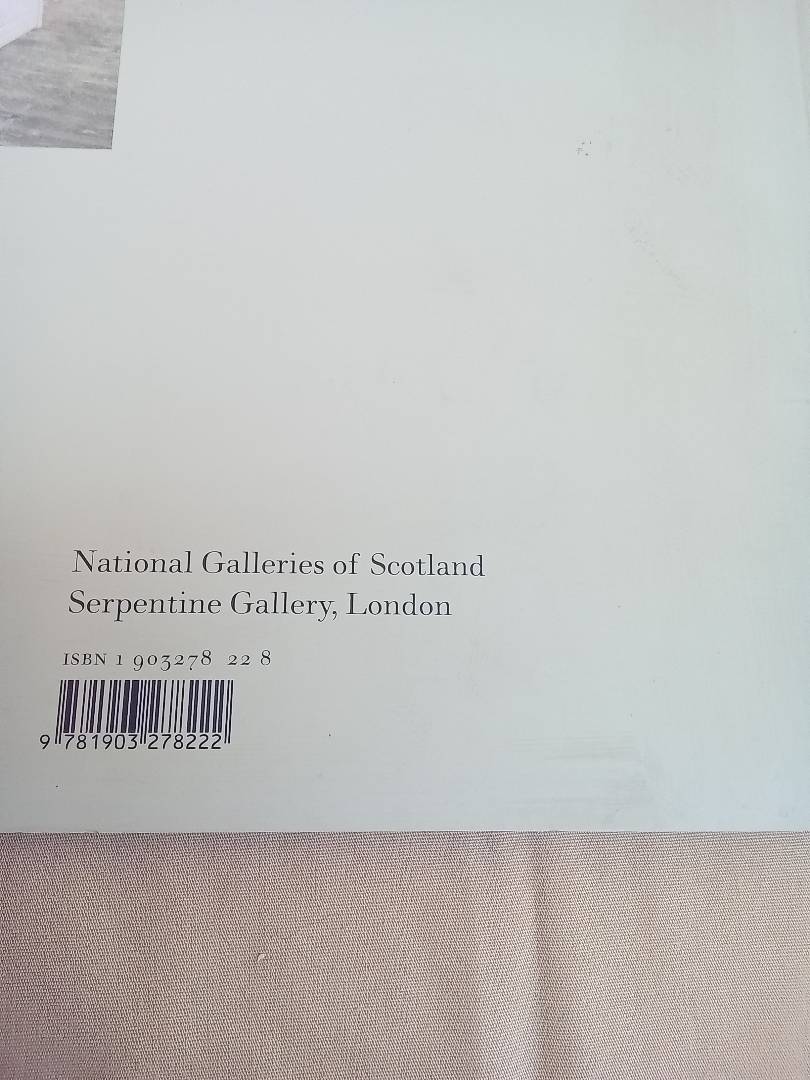 National Galleries of Scotland
Serpentine Gallery, London
ISBN 1 903278 22 8
9 781903 278222